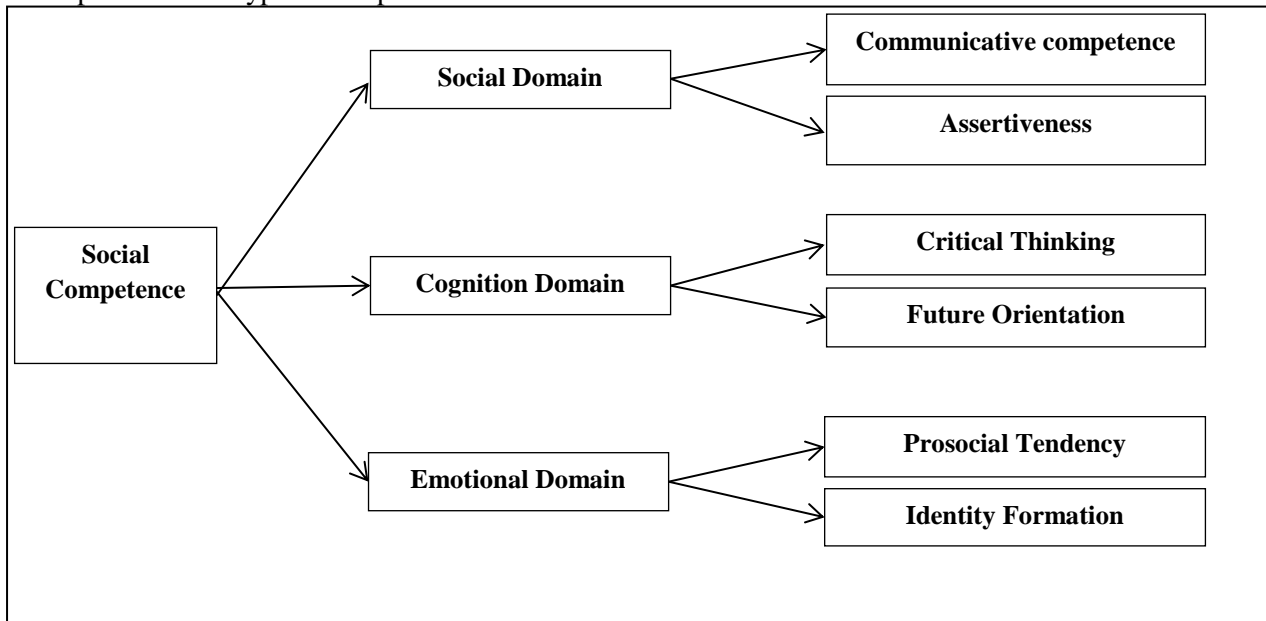 Social
Competence
Social Domain
Communicative competence
Assertiveness
Cognition Domain
Critical Thinking
Future Orientation
Emotional Domain
Prosocial Tendency
Identity Formation